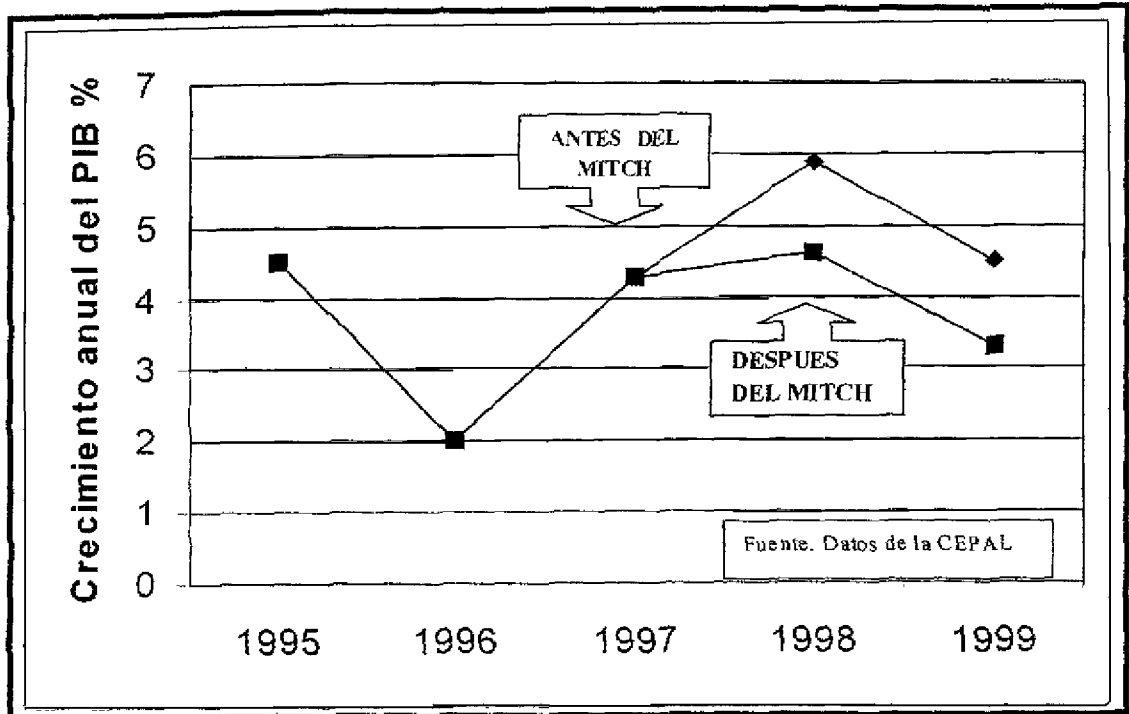 Crecimiento anual del PIB %
7
6
5
4
3
2
1
0
ANTES DEL
MITCH
DESPUES
DEL MITCH
Fuente. Datos de la CEPAL
1995 1996 1997 1998 1999